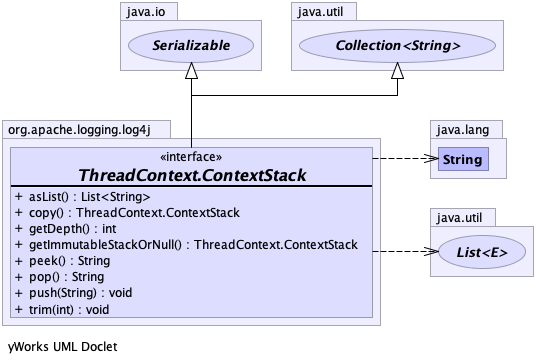 java.io
java.util
Serializable
Collection<String>
org.apache.logging.log4j
java.lang
«interface»
ThreadContext.ContextStack
String
+ asList() : List<String>
+ copy() : ThreadContext.ContextStack
+ getDepth() : int
+ getImmutableStackOrNull() : ThreadContext.ContextStack
+ peek() : String
+ pop() : String
+ push(String) : void
+ trim(int) : void
java.util
List<E>
yWorks UML Doclet